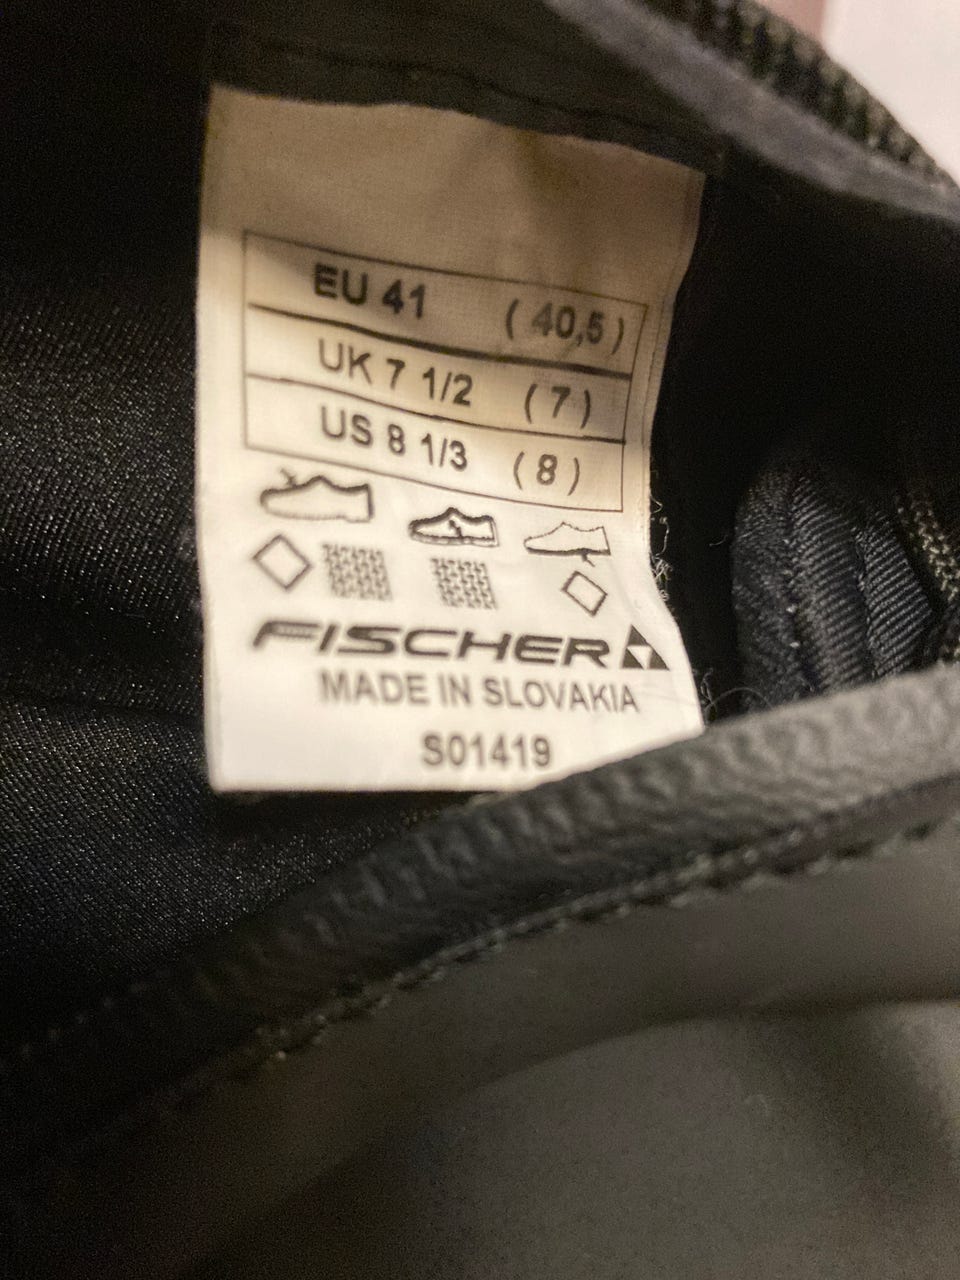 EU 41 ( 40,5 )
UK 7 1/2 ( 7 )
US 8 1/3 ( 8 )
FISCHER
MADE IN SLOVAKIA
S01419